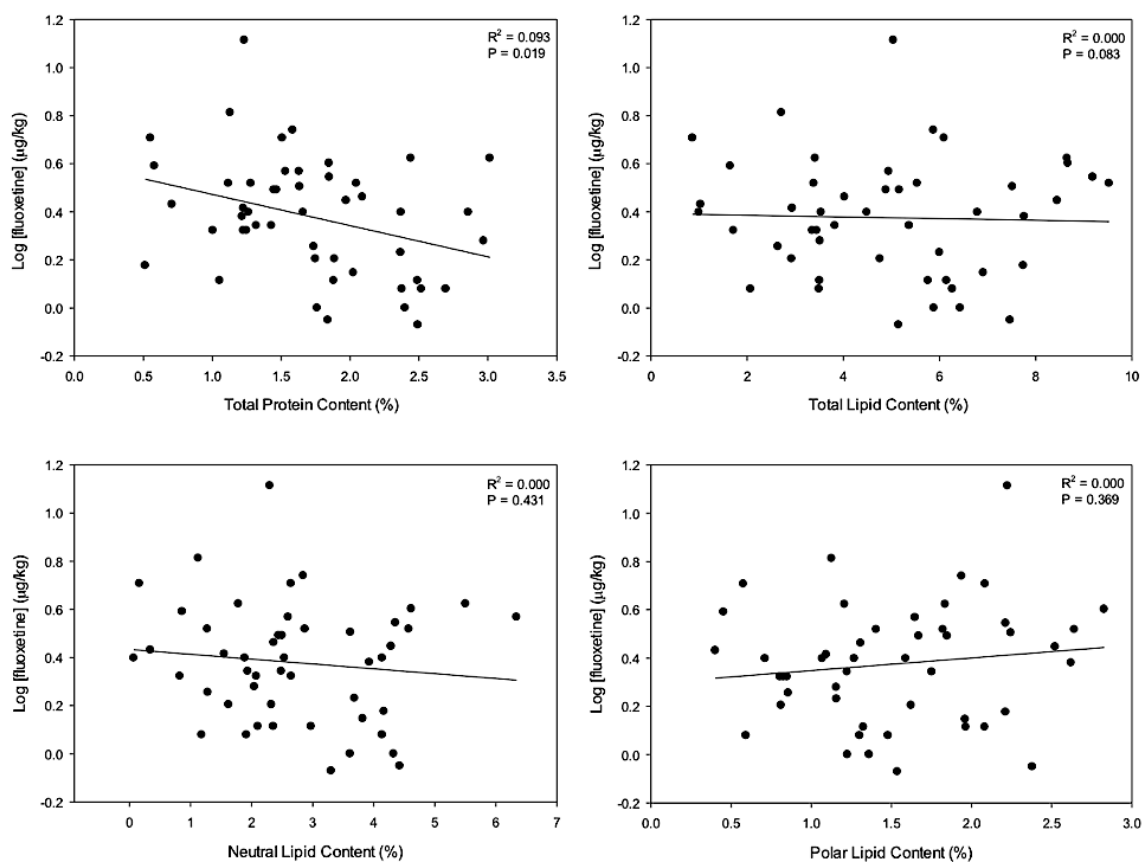 R² = 0.093
P = 0.019
1.2
1.0
0.8
0.6
0.4
0.2
0.0
-0.2
Log [fluoxetine] (µg/kg)
0.0 0.5 1.0 1.5 2.0 2.5 3.0 3.5
Total Protein Content (%)
R² = 0.000
P = 0.083
1.2
1.0
0.8
0.6
0.4
0.2
0.0
-0.2
Log [fluoxetine] (µg/kg)
0 2 4 6 8 10
Total Lipid Content (%)
R² = 0.000
P = 0.431
1.2
1.0
0.8
0.6
0.4
0.2
0.0
-0.2
Log [fluoxetine] (µg/kg)
0 1 2 3 4 5 6 7
Neutral Lipid Content (%)
R² = 0.000
P = 0.369
1.2
1.0
0.8
0.6
0.4
0.2
0.0
-0.2
Log [fluoxetine] (µg/kg)
0.0 0.5 1.0 1.5 2.0 2.5 3.0
Polar Lipid Content (%)